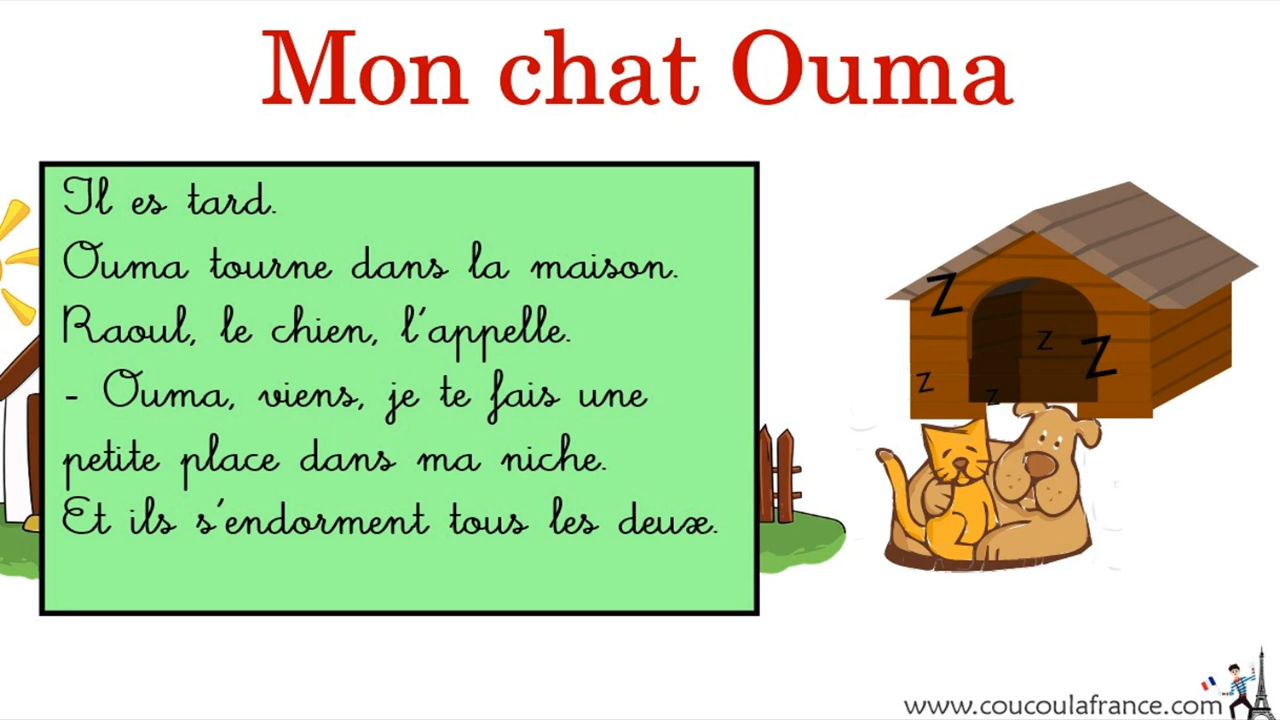 Mon chat Ouma
Il es tard.
Ouma tourne dans la maison.
Raoul, le chien, l'appelle.
- Ouma, viens, je te fais une
petite place dans ma niche.
Et ils s'endorment tous les deux.
Z
Z
Z
Z
Z
www.coucoulafrance.com